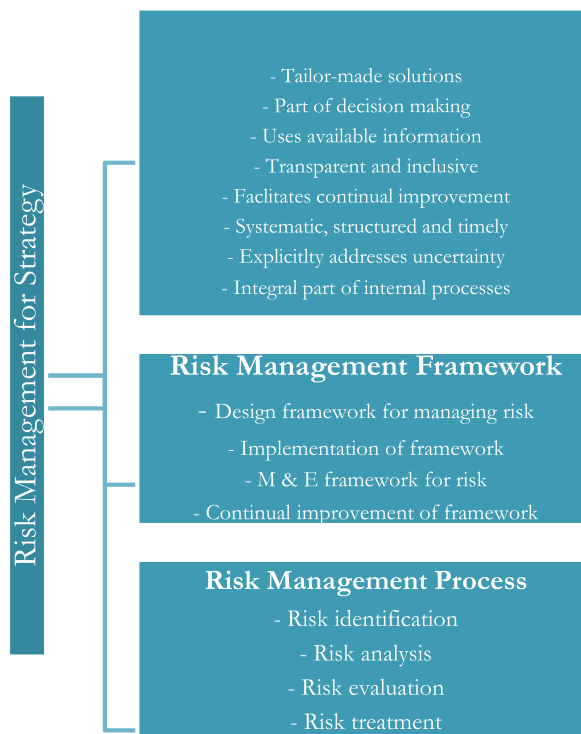 Risk Management for Strategy
- Tailor-made solutions
- Part of decision making
- Uses available information
- Transparent and inclusive
- Faclitates continual improvement
- Systematic, structured and timely
- Explicitlty addresses uncertainty
- Integral part of internal processes
Risk Management Framework
- Design framework for managing risk
- Implementation of framework
- M & E framework for risk
- Continual improvement of framework
Risk Management Process
- Risk identification
- Risk analysis
- Risk evaluation
- Risk treatment